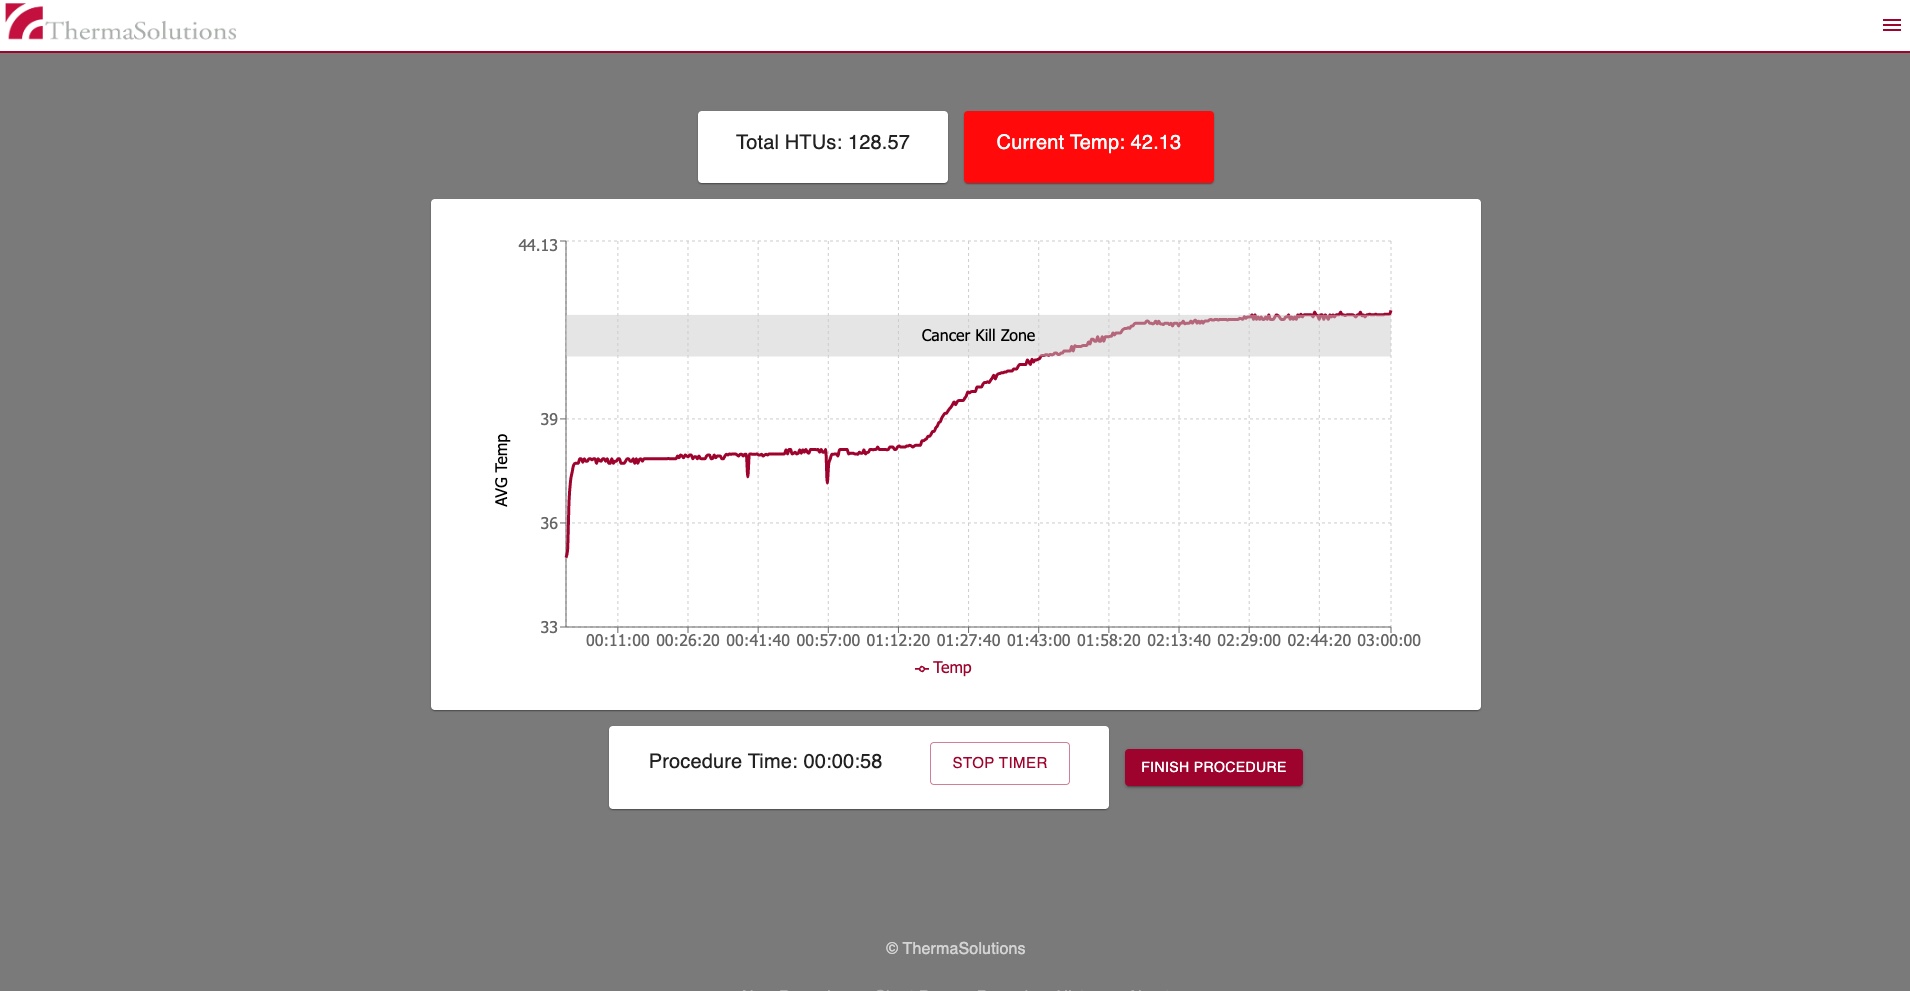 ThermaSolutions
Total HTUs: 128.57
Current Temp: 42.13
44.13
Cancer Kill Zone
39
AVG Temp
36
33
00:11:00 00:26:20 00:41:40 00:57:00 01:12:20 01:27:40 01:43:00 01:58:20 02:13:40 02:29:00 02:44:20 03:00:00
Temp
Procedure Time: 00:00:58
STOP TIMER
FINISH PROCEDURE
© ThermaSolutions